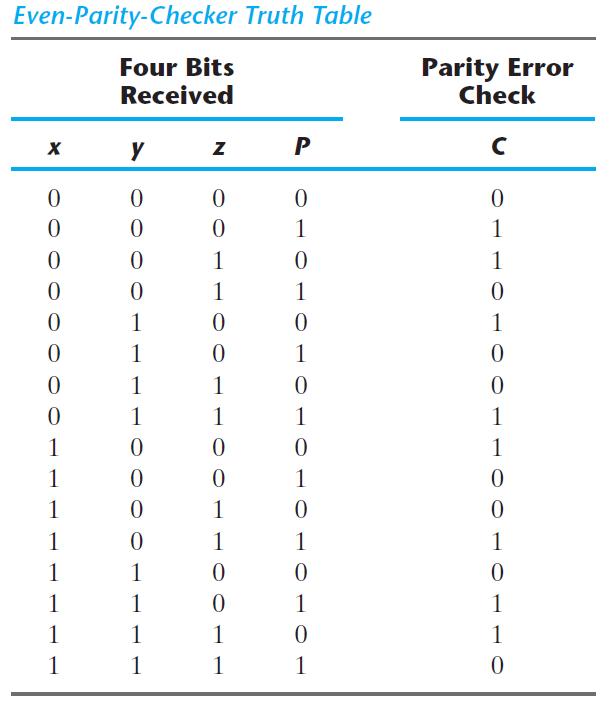 Even-Parity-Checker Truth Table
Four Bits Received
Parity Error Check
x y z P C
0 0 0 0 0
0 0 0 1 1
0 0 1 0 1
0 0 1 1 0
0 1 0 0 1
0 1 0 1 0
0 1 1 0 0
0 1 1 1 1
1 0 0 0 1
1 0 0 1 0
1 0 1 0 0
1 0 1 1 1
1 1 0 0 0
1 1 0 1 1
1 1 1 0 1
1 1 1 1 0